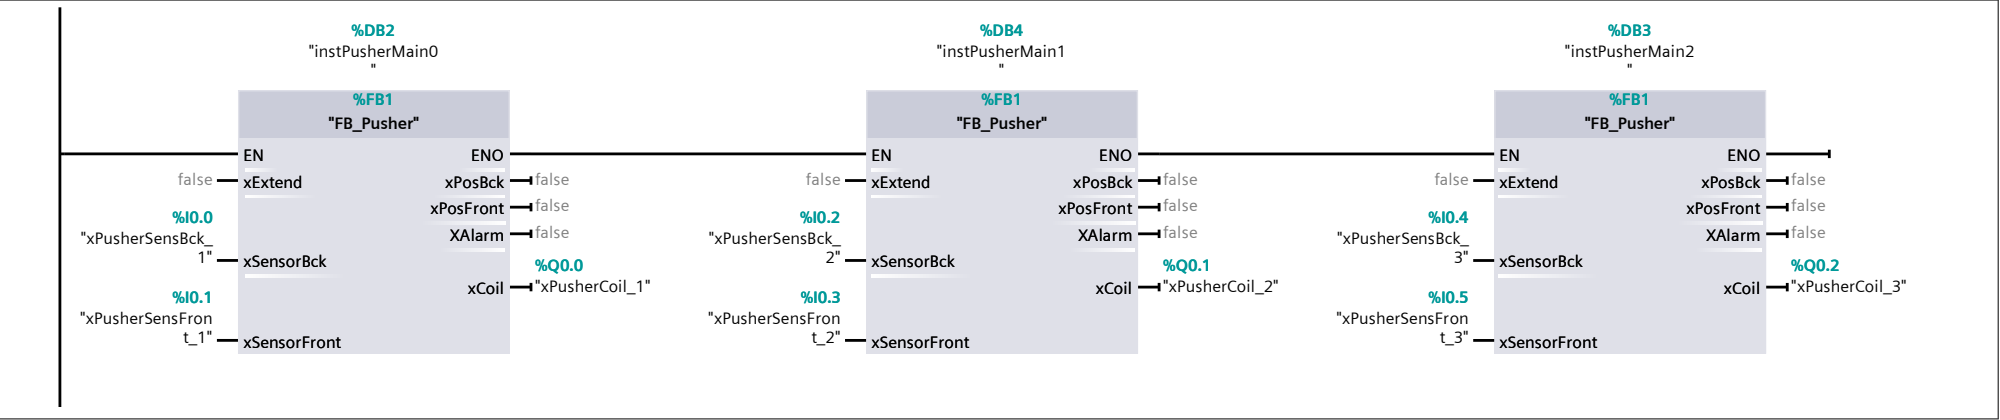 %DB2
"instPusherMain0
"
%FB1
"FB_Pusher"
EN
ENO
false
xExtend
xPosBck
false
xPosFront
false
%I0.0
"xPusherSensBck_
1"
XAlarm
false
xSensorBck
%Q0.0
xCoil
"xPusherCoil_1"
%I0.1
"xPusherSensFron
t_1"
xSensorFront
%DB4
"instPusherMain1
"
%FB1
"FB_Pusher"
EN
ENO
false
xExtend
xPosBck
false
xPosFront
false
%I0.2
"xPusherSensBck_
2"
XAlarm
false
xSensorBck
%Q0.1
xCoil
"xPusherCoil_2"
%I0.3
"xPusherSensFron
t_2"
xSensorFront
%DB3
"instPusherMain2
"
%FB1
"FB_Pusher"
EN
ENO
false
xExtend
xPosBck
false
xPosFront
false
%I0.4
"xPusherSensBck_
3"
XAlarm
false
xSensorBck
%Q0.2
xCoil
"xPusherCoil_3"
%I0.5
"xPusherSensFron
t_3"
xSensorFront